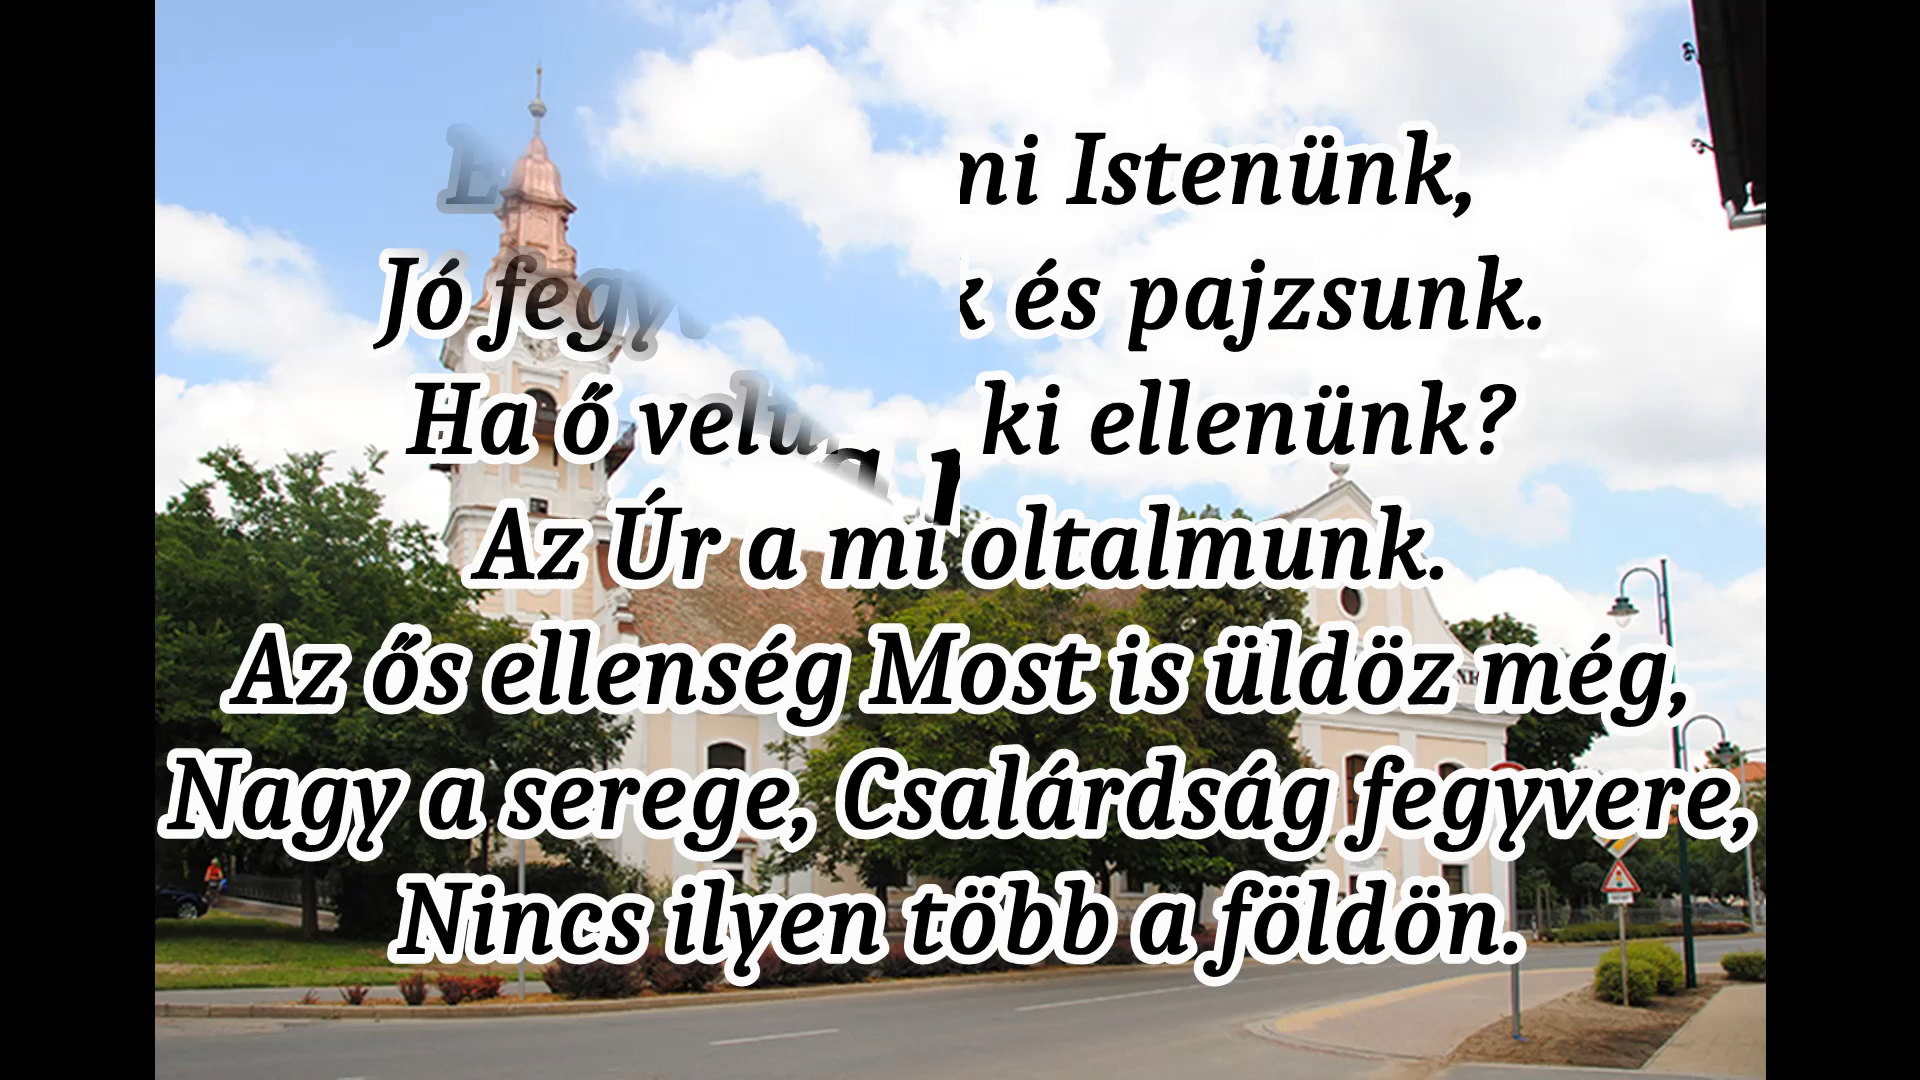 ni Istenünk,
Jó fegy k és pajzsunk.
Ha ő velü ki ellenünk?
Az Úr a mi oltalmunk.
Az ős ellenség Most is üldöz még,
Nagy a serege, Csalárdság fegyvere,
Nincs ilyen több a földön.